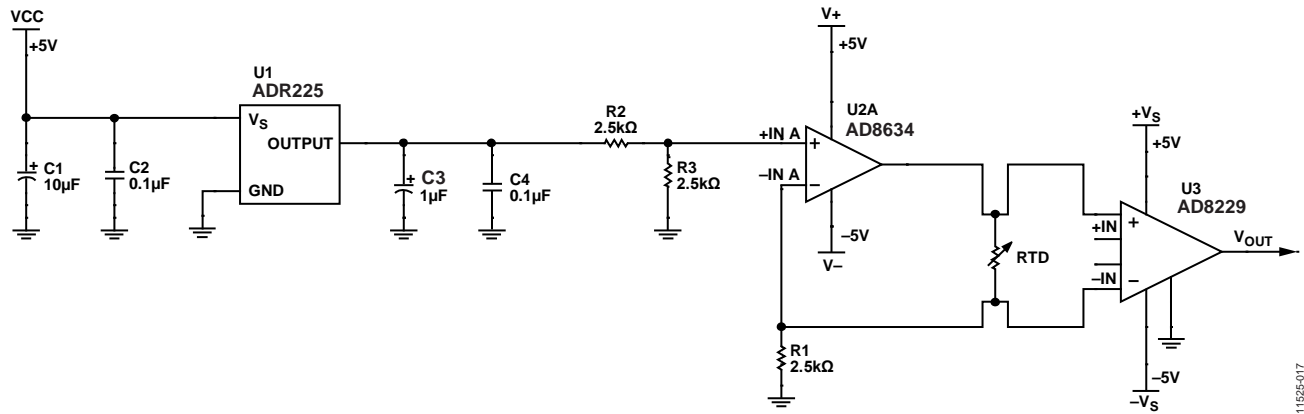 VCC
+5V
U1
ADR225
VS
OUTPUT
GND
+
C1
10µF
C2
0.1µF
+
C3
1µF
C4
0.1µF
R2
2.5kΩ
R3
2.5kΩ
V+
+5V
U2A
AD8634
+IN A
–IN A
+
–
–5V
V–
R1
2.5kΩ
RTD
+VS
+5V
U3
AD8229
+IN
–IN
+
–
VOUT
–5V
–VS
11525-017